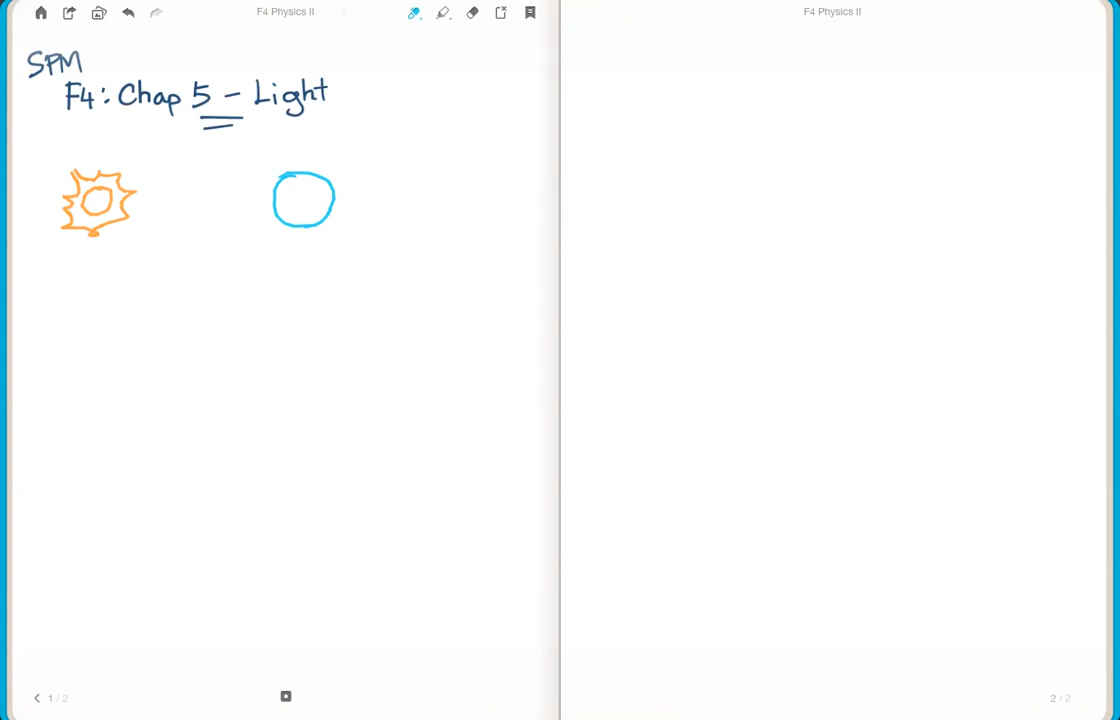 F4 Physics II
SPM
F4: Chap 5 - Light
1 / 2
F4 Physics II
2 / 2